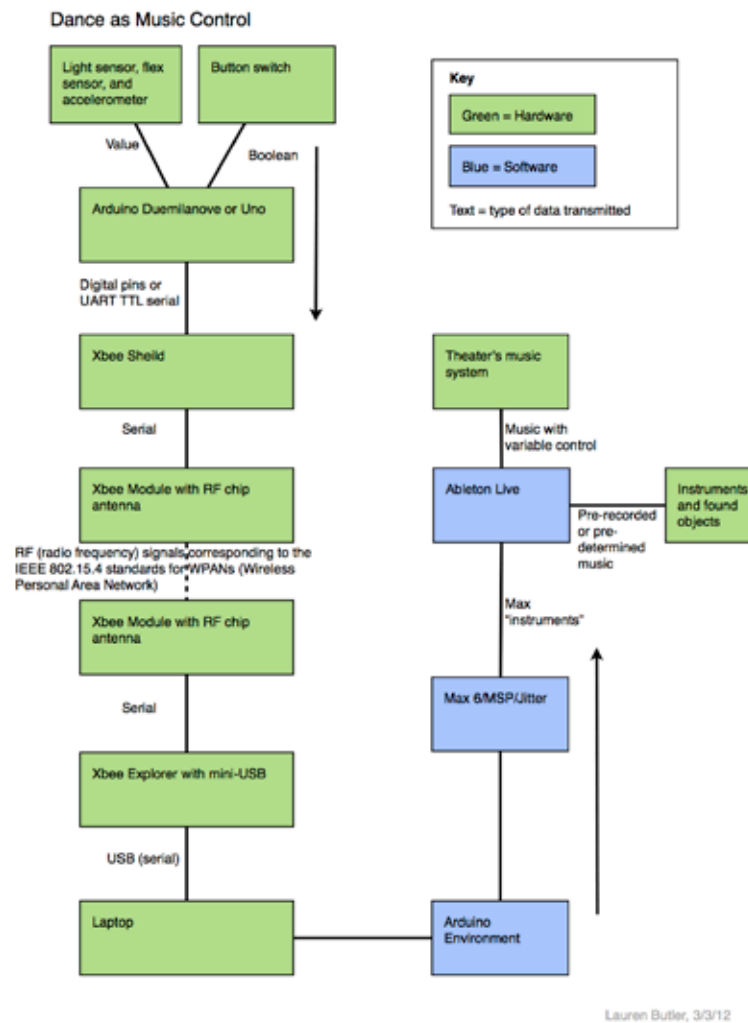 Dance as Music Control
Light sensor, flex
sensor, and
accelerometer
Button switch
Key
Green = Hardware
Blue = Software
Text = type of data transmitted
Value
Boolean
Arduino Duemilanove or Uno
Digital pins or
UART TTL serial
Xbee Sheild
Theater's music
system
Serial
Music with
variable control
Xbee Module with RF chip
antenna
Ableton Live
Instruments
and found
objects
Pre-recorded
or pre-
determined
music
RF (radio frequency) signals corresponding to the
IEEE 802.15.4 standards for WPANs (Wireless
Personal Area Network)
Xbee Module with RF chip
antenna
Max
"instruments"
Serial
Max 6/MSP/Jitter
Xbee Explorer with mini-USB
USB (serial)
Laptop
Arduino
Environment
Lauren Butler, 3/3/12